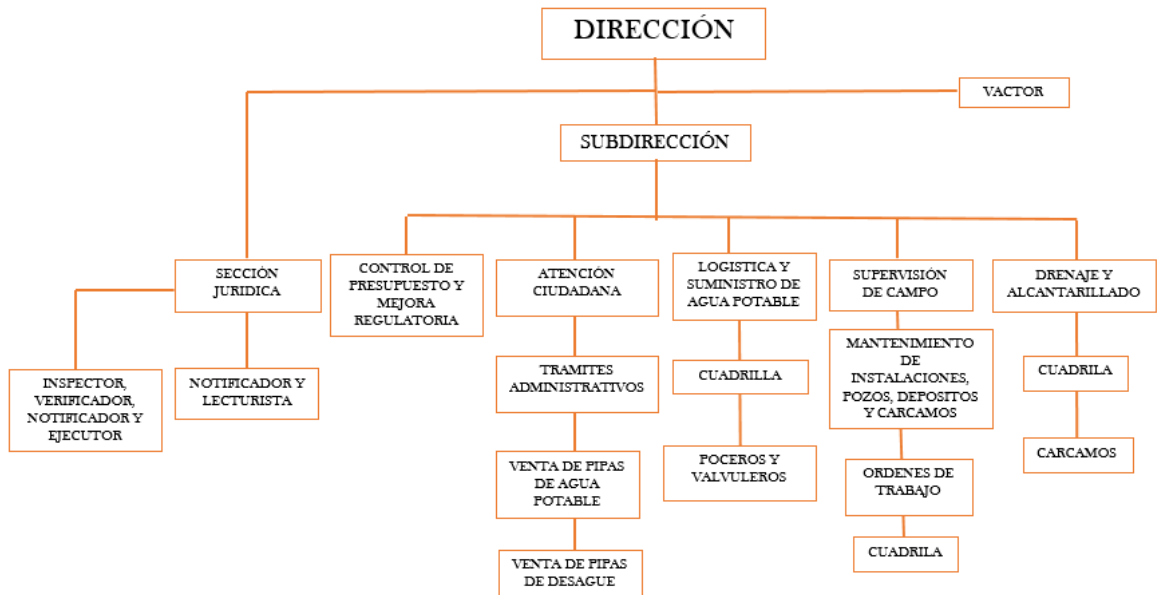 DIRECCIÓN
VACTOR
SUBDIRECCIÓN
SECCIÓN
JURIDICA
CONTROL DE
PRESUPUESTO Y
MEJORA
REGULATORIA
ATENCIÓN
CIUDADANA
LOGISTICA Y
SUMINISTRO DE
AGUA POTABLE
SUPERVISIÓN
DE CAMPO
DRENAJE Y
ALCANTARILLADO
INSPECTOR,
VERIFICADOR,
NOTIFICADOR Y
EJECUTOR
NOTIFICADOR Y
LECTURISTA
TRAMITES
ADMINISTRATIVOS
CUADRILLA
MANTENIMIENTO
DE
INSTALACIONES,
POZOS, DEPOSITOS
Y CARCAMOS
CUADRILA
VENTA DE PIPAS
DE AGUA
POTABLE
POCEROS Y
VALVULEROS
ORDENES DE
TRABAJO
CARCAMOS
VENTA DE PIPAS
DE DESAGUE
CUADRILA